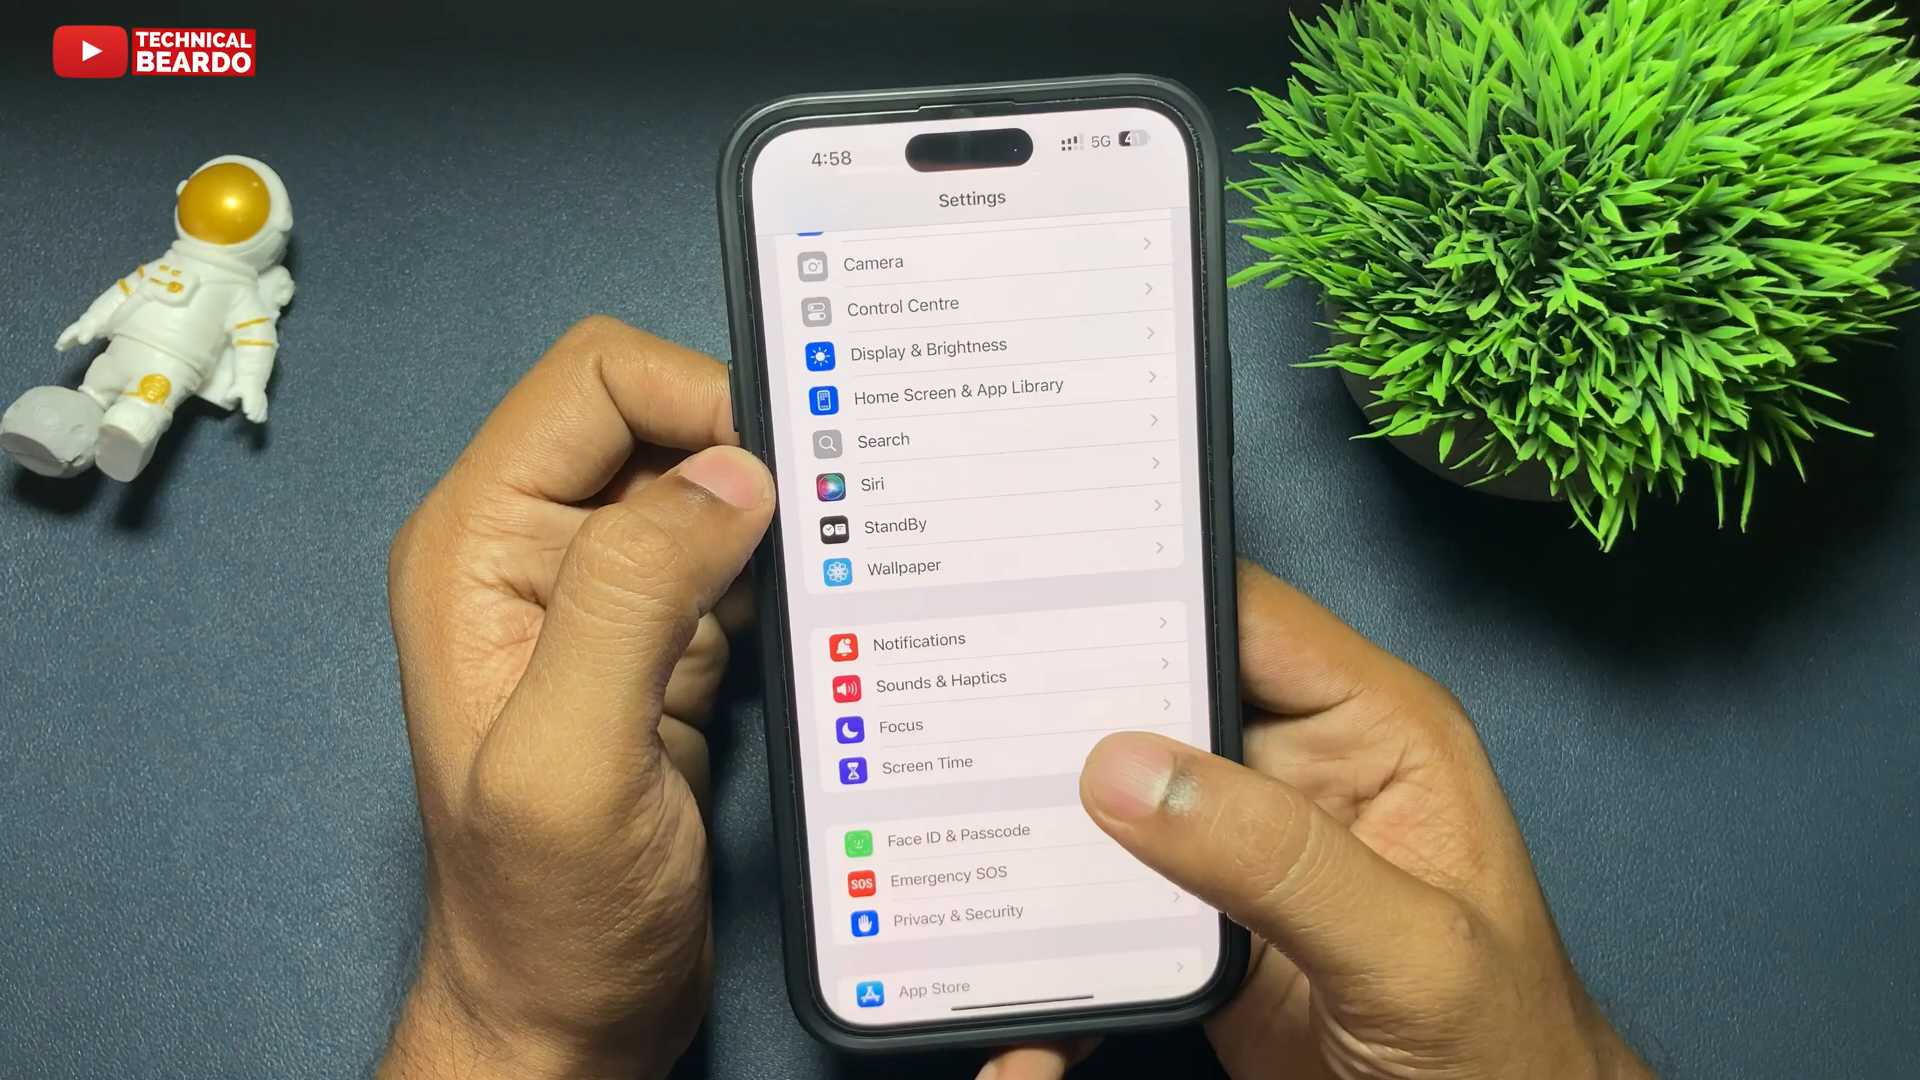 TECHNICAL
BEARDO
4:58
5G
41
Settings
Camera
Control Centre
Display & Brightness
Home Screen & App Library
Search
Siri
StandBy
Wallpaper
Notifications
Sounds & Haptics
Focus
Screen Time
Face ID & Passcode
SOS
Emergency SOS
Privacy & Security
App Store